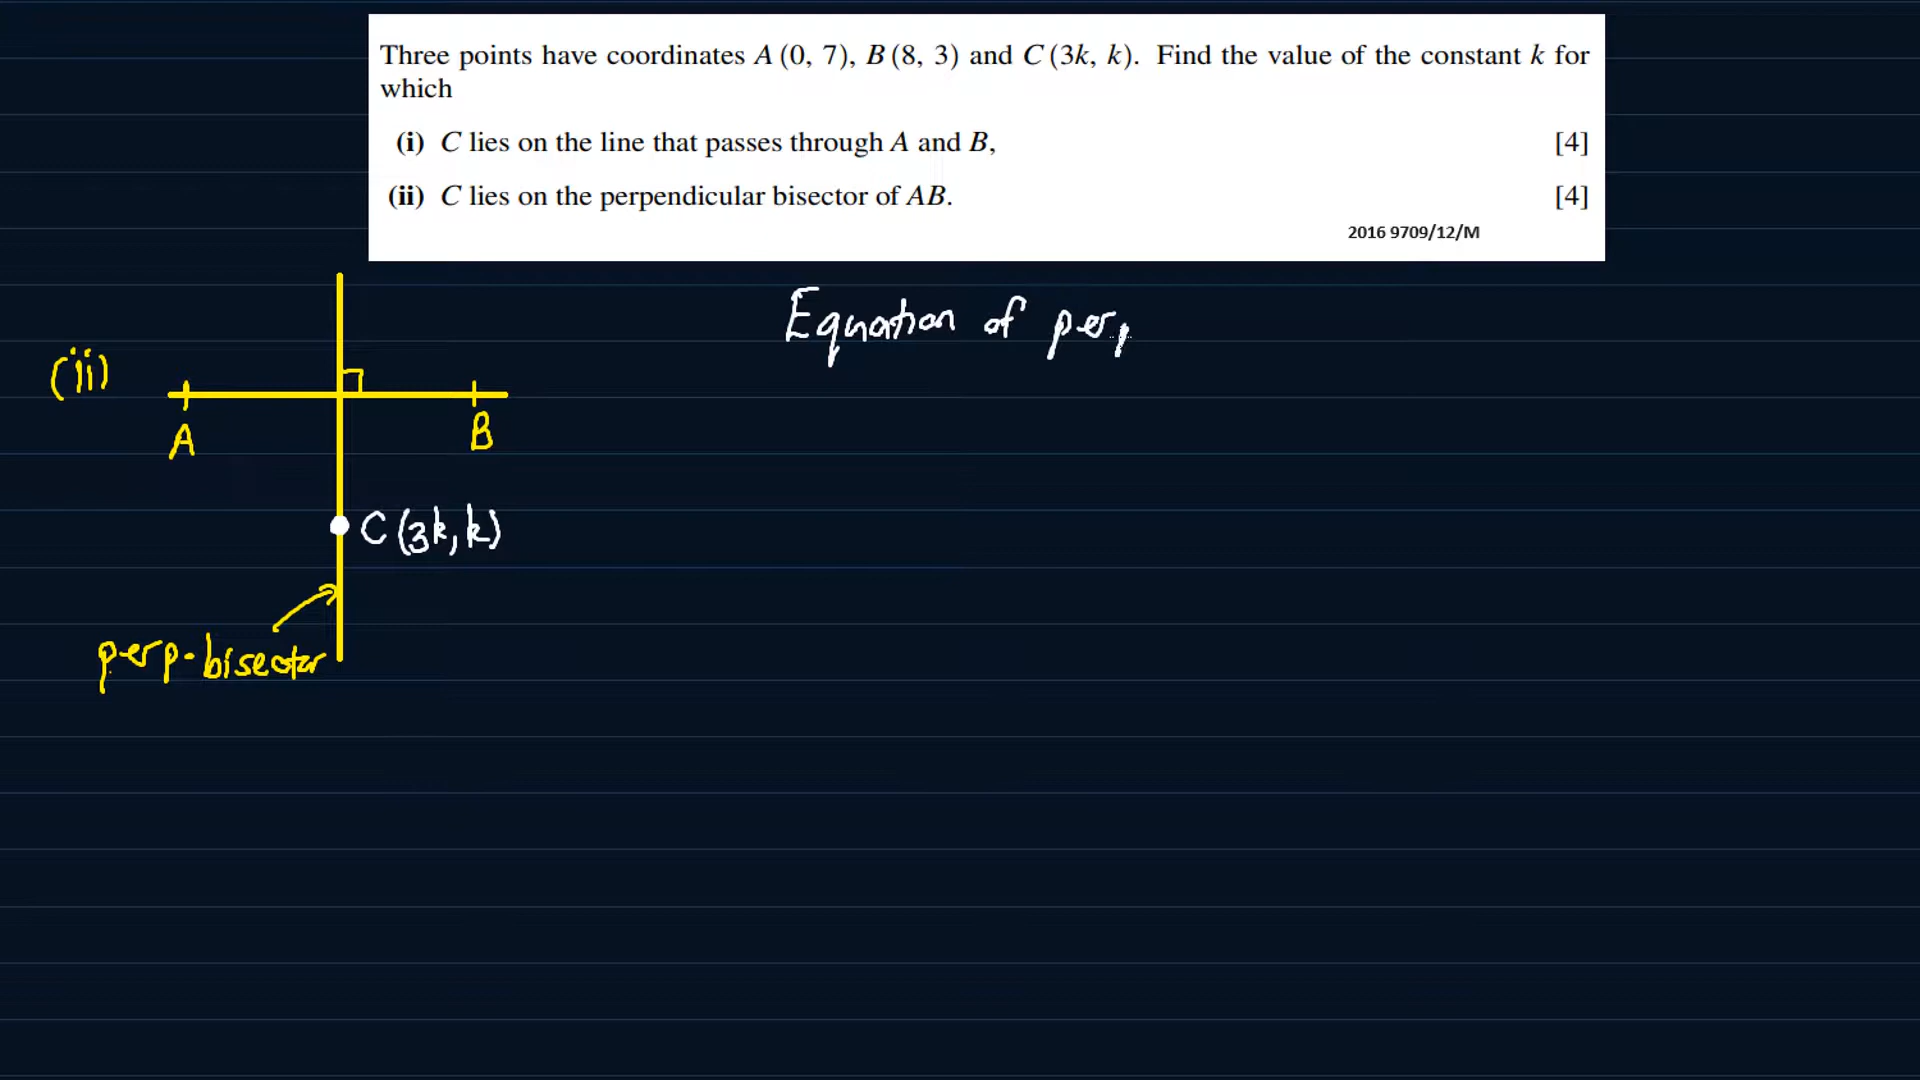 Three points have coordinates A (0, 7), B (8, 3) and C (3k, k). Find the value of the constant k for
which
(i) C lies on the line that passes through A and B, [4]
(ii) C lies on the perpendicular bisector of AB. [4]
2016 9709/12/M
Equation of perp
(ii)
A
B
C (3k, k)
perp. bisector